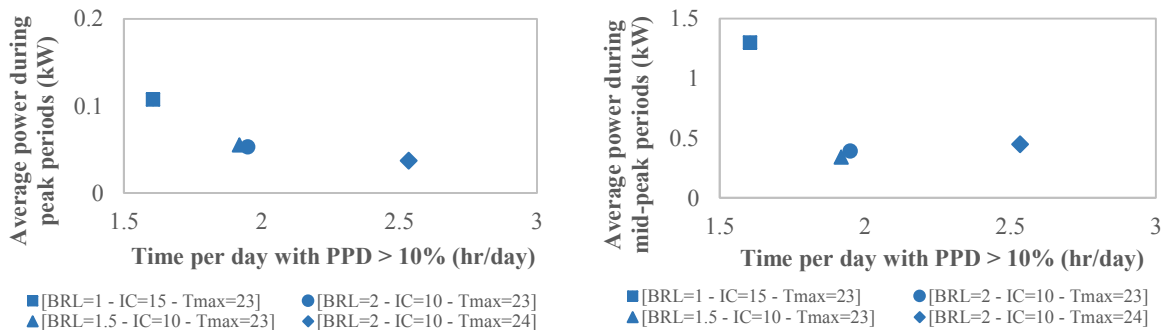 Average power during
peak periods (kW)
0.2
0.1
0
1.5 2 2.5 3
Time per day with PPD > 10% (hr/day)
[BRL=1 - IC=15 - Tmax=23] [BRL=2 - IC=10 - Tmax=23]
[BRL=1.5 - IC=10 - Tmax=23] [BRL=2 - IC=10 - Tmax=24]
Average power during
mid-peak periods (kW)
1.5
1
0.5
0
1.5 2 2.5 3
Time per day with PPD > 10% (hr/day)
[BRL=1 - IC=15 - Tmax=23] [BRL=2 - IC=10 - Tmax=23]
[BRL=1.5 - IC=10 - Tmax=23] [BRL=2 - IC=10 - Tmax=24]